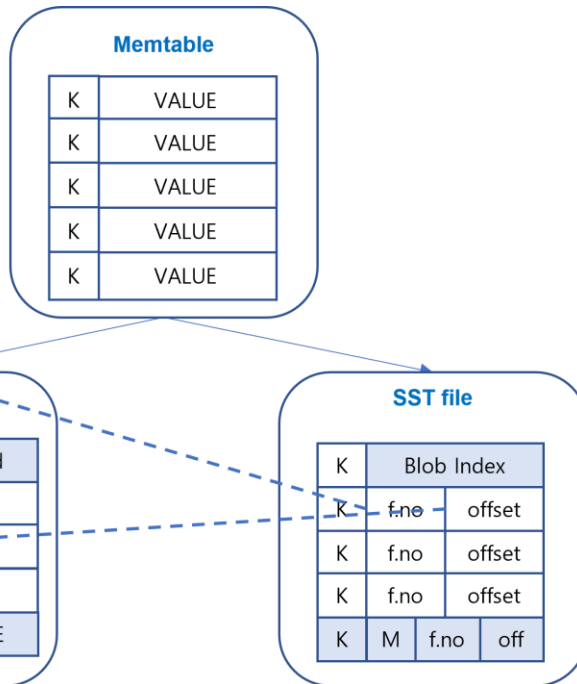 Memtable
K VALUE
K VALUE
K VALUE
K VALUE
K VALUE
SST file
K Blob Index
K f.no offset
K f.no offset
K f.no offset
K M f.no off